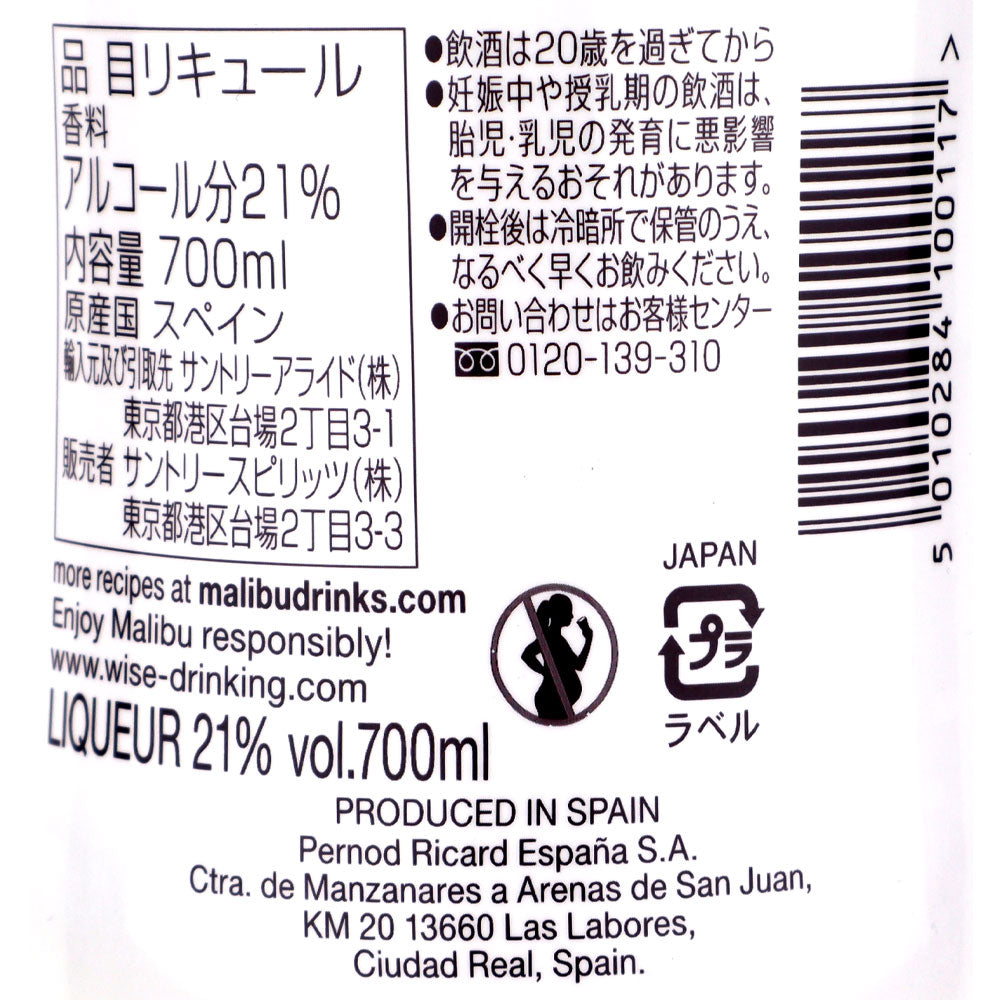 品 目リキュール
香料
アルコール分21%
内容量 700ml
原産国 スペイン
輸入元及び引取先 サントリーアライド(株)
東京都港区台場2丁目3-1
販売者 サントリースピリッツ(株)
東京都港区台場2丁目3-3
●飲酒は20歳を過ぎてから
●妊娠中や授乳期の飲酒は、
胎児・乳児の発育に悪影響
を与えるおそれがあります。
●開栓後は冷暗所で保管のうえ、
なるべく早くお飲みください。
●お問い合わせはお客様センター
0120-139-310
5 010284 100117 >
more recipes at malibudrinks.com
Enjoy Malibu responsibly!
www.wise-drinking.com
LIQUEUR 21% vol.700ml
JAPAN
プラ
ラベル
PRODUCED IN SPAIN
Pernod Ricard España S.A.
Ctra. de Manzanares a Arenas de San Juan,
KM 20 13660 Las Labores,
Ciudad Real, Spain.